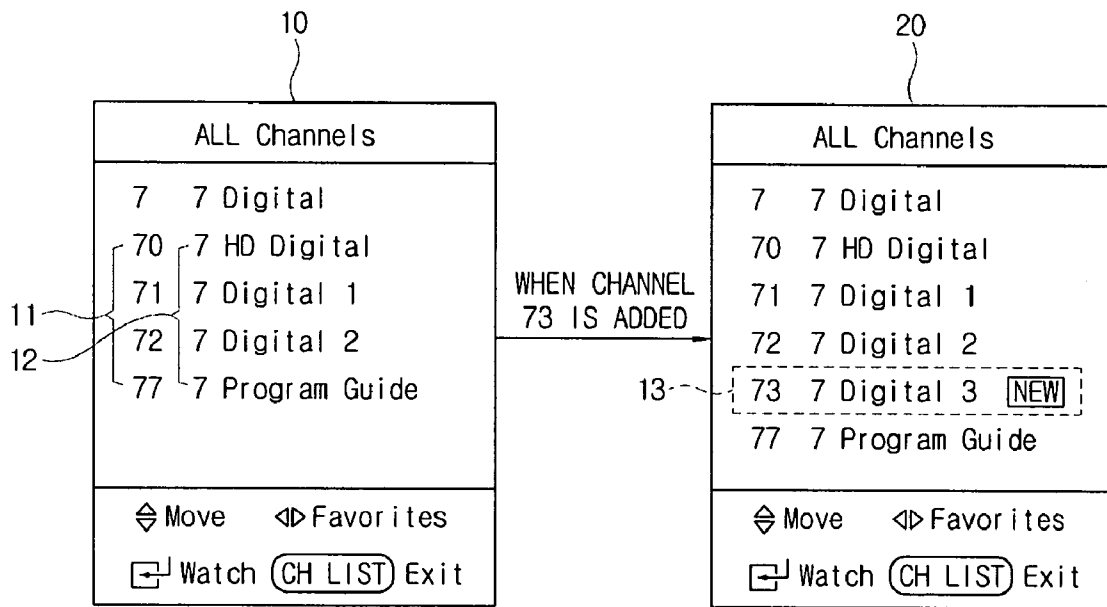 10
ALL Channels
7 7 Digital
70 7 HD Digital
71 7 Digital 1
72 7 Digital 2
77 7 Program Guide
11
12
Move Favorites
Watch CH LIST Exit
WHEN CHANNEL
73 IS ADDED
20
ALL Channels
7 7 Digital
70 7 HD Digital
71 7 Digital 1
72 7 Digital 2
13
73 7 Digital 3 NEW
77 7 Program Guide
Move Favorites
Watch CH LIST Exit